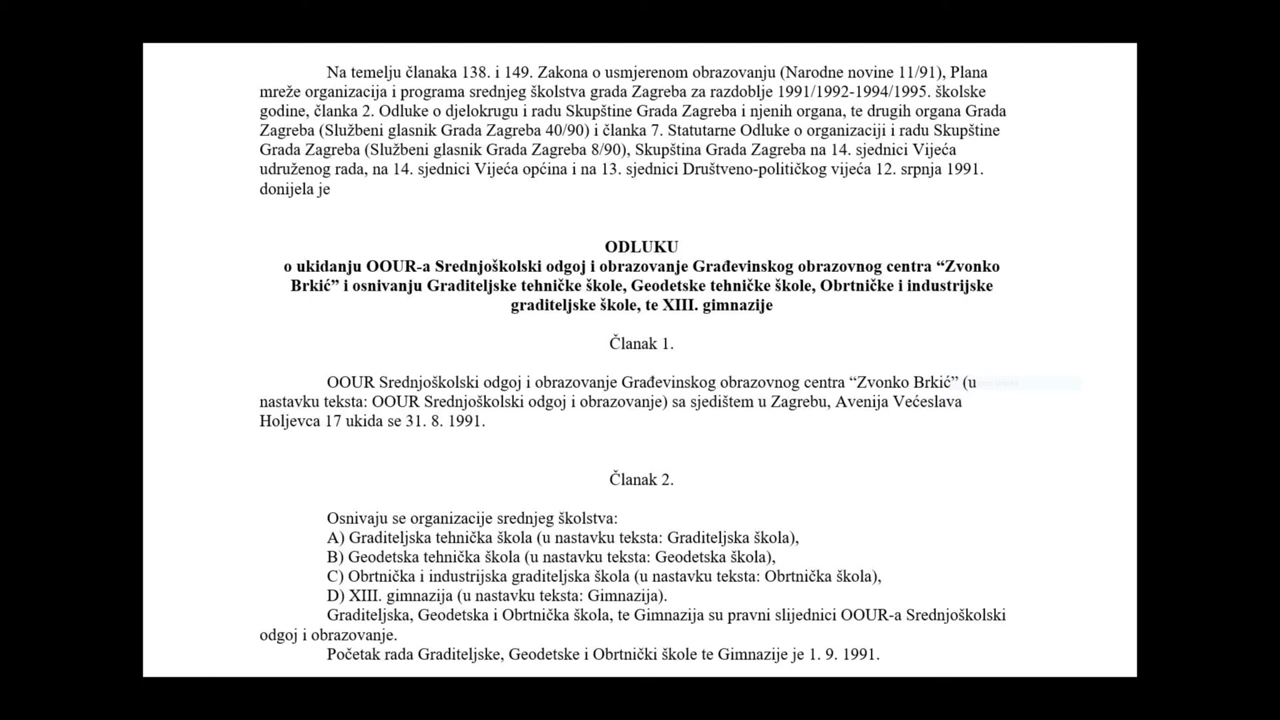 Na temelju članaka 138. i 149. Zakona o usmjerenom obrazovanju (Narodne novine 11/91), Plana
mreže organizacija i programa srednjeg školstva grada Zagreba za razdoblje 1991/1992-1994/1995. školske
godine, članka 2. Odluke o djelokrugu i radu Skupštine Grada Zagreba i njenih organa, te drugih organa Grada
Zagreba (Službeni glasnik Grada Zagreba 40/90) i članka 7. Statutarne Odluke o organizaciji i radu Skupštine
Grada Zagreba (Službeni glasnik Grada Zagreba 8/90), Skupština Grada Zagreba na 14. sjednici Vijeća
udruženog rada, na 14. sjednici Vijeća općina i na 13. sjednici Društveno-političkog vijeća 12. srpnja 1991.
donijela je
ODLUKU
o ukidanju OOUR-a Srednjoškolski odgoj i obrazovanje Građevinskog obrazovnog centra “Zvonko
Brkić” i osnivanju Graditeljske tehničke škole, Geodetske tehničke škole, Obrtničke i industrijske
graditeljske škole, te XIII. gimnazije
Članak 1.
OOUR Srednjoškolski odgoj i obrazovanje Građevinskog obrazovnog centra “Zvonko Brkić” (u
nastavku teksta: OOUR Srednjoškolski odgoj i obrazovanje) sa sjedištem u Zagrebu, Avenija Većeslava
Holjevca 17 ukida se 31. 8. 1991.
Članak 2.
Osnivaju se organizacije srednjeg školstva:
A) Graditeljska tehnička škola (u nastavku teksta: Graditeljska škola),
B) Geodetska tehnička škola (u nastavku teksta: Geodetska škola),
C) Obrtnička i industrijska graditeljska škola (u nastavku teksta: Obrtnička škola),
D) XIII. gimnazija (u nastavku teksta: Gimnazija).
Graditeljska, Geodetska i Obrtnička škola, te Gimnazija su pravni slijednici OOUR-a Srednjoškolski
odgoj i obrazovanje.
Početak rada Graditeljske, Geodetske i Obrtnički škole te Gimnazije je 1. 9. 1991.